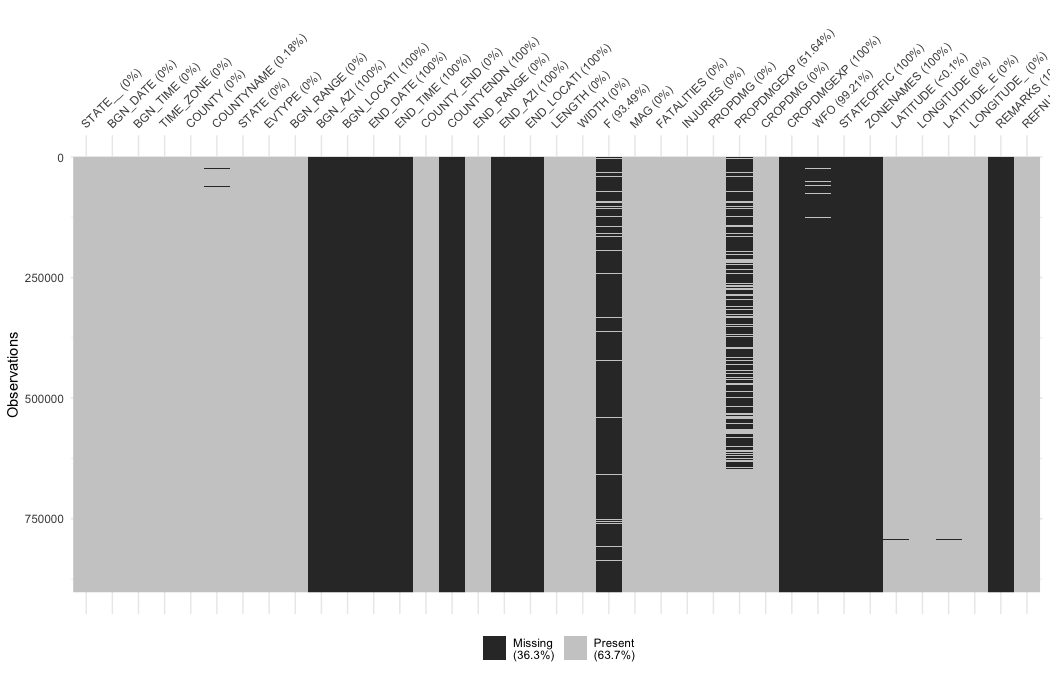 STATE__ (0%)
BGN_DATE (0%)
BGN_TIME (0%)
TIME_ZONE (0%)
COUNTY (0%)
COUNTYNAME (0.18%)
STATE (0%)
EVTYPE (0%)
BGN_RANGE (0%)
BGN_AZI (100%)
BGN_LOCATI (100%)
END_DATE (100%)
END_TIME (100%)
COUNTY_END (0%)
COUNTYENDN (100%)
END_RANGE (0%)
END_AZI (100%)
END_LOCATI (100%)
LENGTH (0%)
WIDTH (0%)
F (93.49%)
MAG (0%)
FATALITIES (0%)
INJURIES (0%)
PROPDMG (0%)
PROPDMGEXP (51.64%)
CROPDMG (0%)
CROPDMGEXP (100%)
WFO (99.21%)
STATEOFFIC (100%)
ZONENAMES (100%)
LATITUDE (<0.1%)
LONGITUDE (0%)
LATITUDE_E (0%)
LONGITUDE_ (0%)
REMARKS (10
REFNU
0
250000
500000
750000
Observations
Missing
(36.3%)
Present
(63.7%)